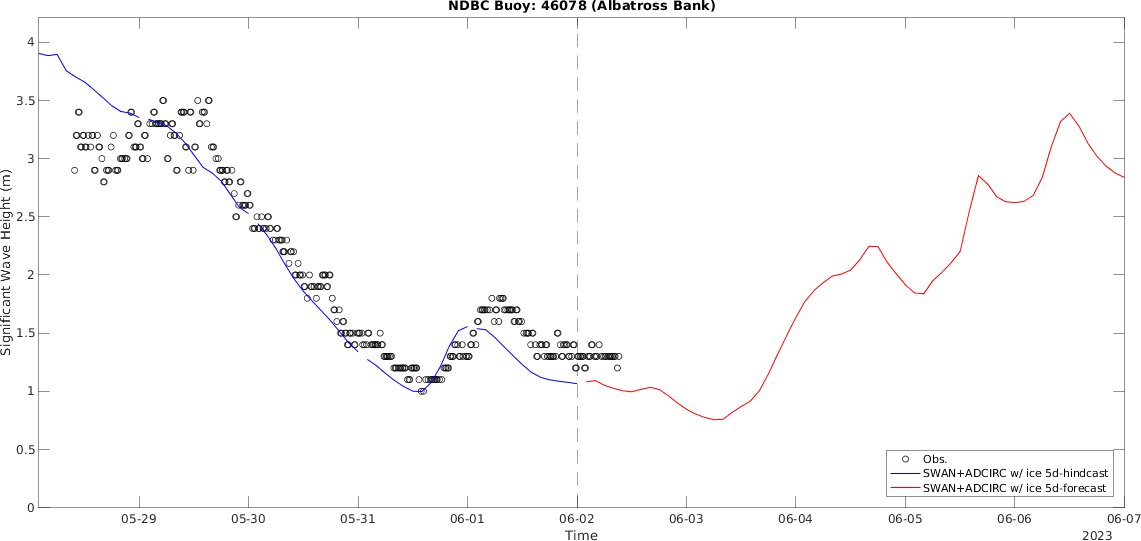 NDBC Buoy: 46078 (Albatross Bank)
4
3.5
3
2.5
2
1.5
1
0.5
0
Significant Wave Height (m)
Obs.
SWAN+ADCIRC w/ ice 5d-hindcast
SWAN+ADCIRC w/ ice 5d-forecast
05-29 05-30 05-31 06-01 06-02 06-03 06-04 06-05 06-06 06-07
Time
2023